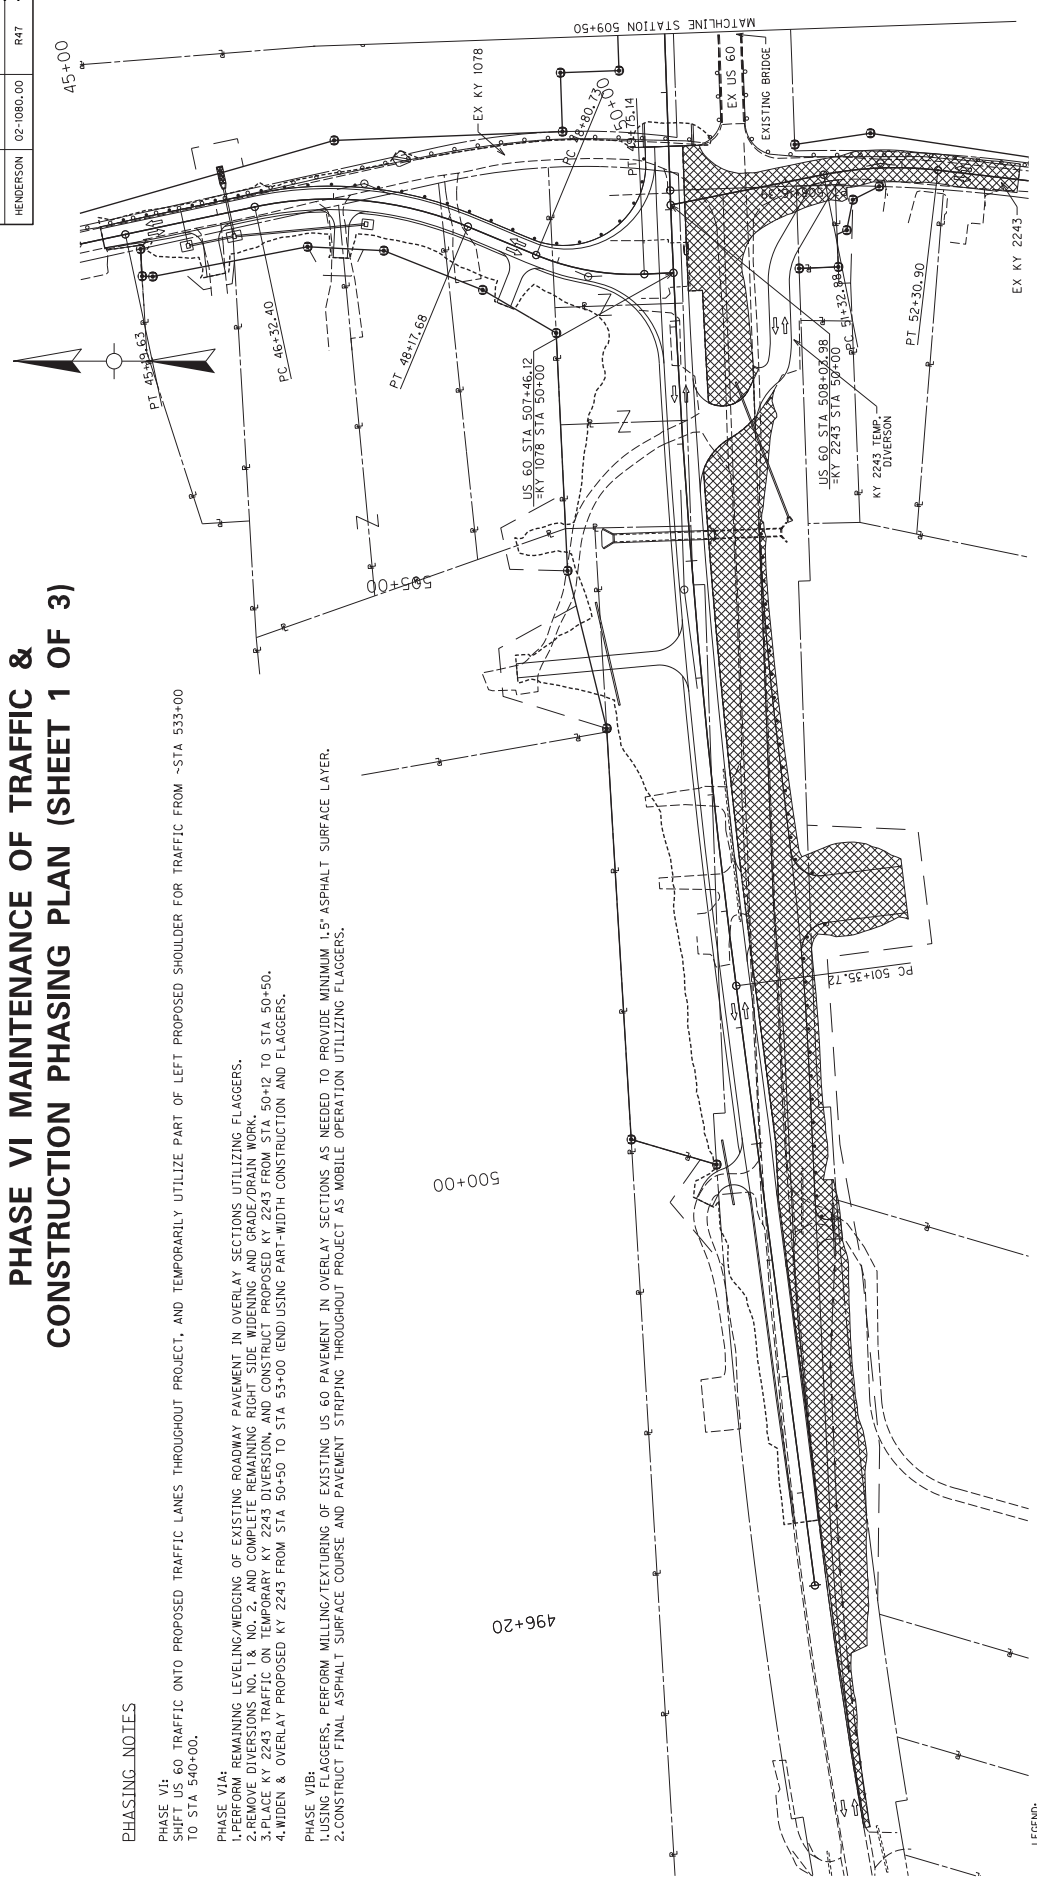 HENDERSON
02-1080.00
R47
PHASE VI MAINTENANCE OF TRAFFIC &
CONSTRUCTION PHASING PLAN (SHEET 1 OF 3)
PHASING NOTES
PHASE VI:
SHIFT US 60 TRAFFIC ONTO PROPOSED TRAFFIC LANES THROUGHOUT PROJECT, AND TEMPORARILY UTILIZE PART OF LEFT PROPOSED SHOULDER FOR TRAFFIC FROM ~STA 533+00
TO STA 540+00.
PHASE VIA:
1. PERFORM REMAINING LEVELING/WEDGING OF EXISTING ROADWAY PAVEMENT IN OVERLAY SECTIONS UTILIZING FLAGGERS.
2. REMOVE DIVERSIONS NO. 1 & NO. 2, AND COMPLETE REMAINING RIGHT SIDE WIDENING AND GRADE/DRAIN WORK.
3. PLACE KY 2243 TRAFFIC ON TEMPORARY KY 2243 DIVERSION, AND CONSTRUCT PROPOSED KY 2243 FROM STA 50+12 TO STA 50+50.
4. WIDEN & OVERLAY PROPOSED KY 2243 FROM STA 50+50 TO STA 53+00 (END) USING PART-WIDTH CONSTRUCTION AND FLAGGERS.
PHASE VIB:
1. USING FLAGGERS, PERFORM MILLING/TEXTURING OF EXISTING US 60 PAVEMENT IN OVERLAY SECTIONS AS NEEDED TO PROVIDE MINIMUM 1.5" ASPHALT SURFACE LAYER.
2. CONSTRUCT FINAL ASPHALT SURFACE COURSE AND PAVEMENT STRIPING THROUGHOUT PROJECT AS MOBILE OPERATION UTILIZING FLAGGERS.
45+00
EX KY 1078
MATCHLINE STATION 509+50
EX US 60
EXISTING BRIDGE
50+00
PT 45+19.63
PC 46+32.40
PT 48+17.68
US 60 STA 507+46.12
=KY 1078 STA 50+00
US 60 STA 508+07.98
=KY 2243 STA 50+00
KY 2243 TEMP.
DIVERSON
PT 52+30.90
EX KY 2243
505+00
PC 501+35.72
500+00
496+20
LEGEND: